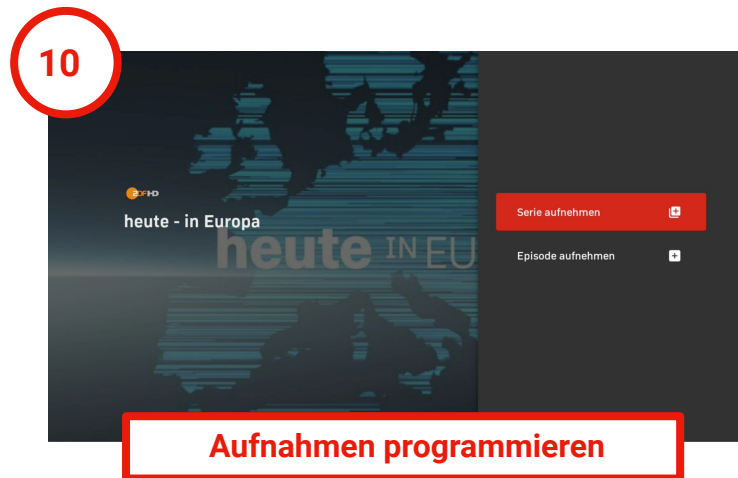 10
ZDF HD
heute - in Europa
heute IN EU
Serie aufnehmen
Episode aufnehmen
Aufnahmen programmieren